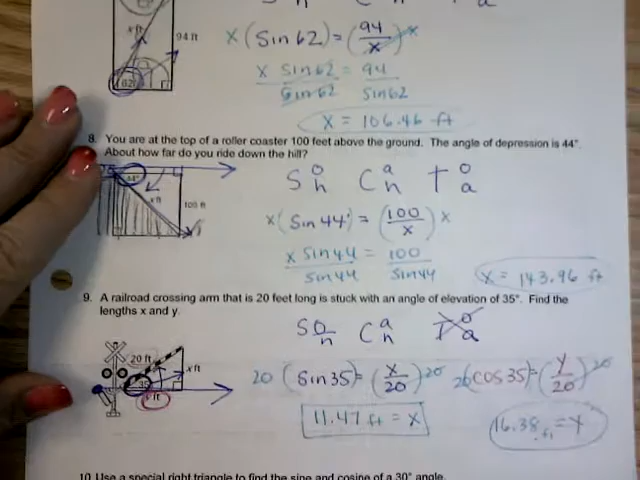 x ft
94 ft
62°
x (Sin 62) = (94/x) x
x sin 62 = 94
sin 62 sin 62
x = 106.46 ft
8. You are at the top of a roller coaster 100 feet above the ground. The angle of depression is 44°.
About how far do you ride down the hill?
44°
x ft
100 ft
S O/h C a/h T o/a
x (Sin 44°) = (100/x) x
x sin 44 = 100
sin 44 sin 44
x = 143.96 ft
9. A railroad crossing arm that is 20 feet long is stuck with an angle of elevation of 35°. Find the
lengths x and y.
S O/h C a/h T o/a
20 ft
x ft
35
y ft
20 (Sin 35) = (x/20) 20
20 (cos 35) = (y/20) 20
11.47 ft = x
16.38 ft = y
10. Use a special right triangle to find the sine and cosine of a 30° angle.